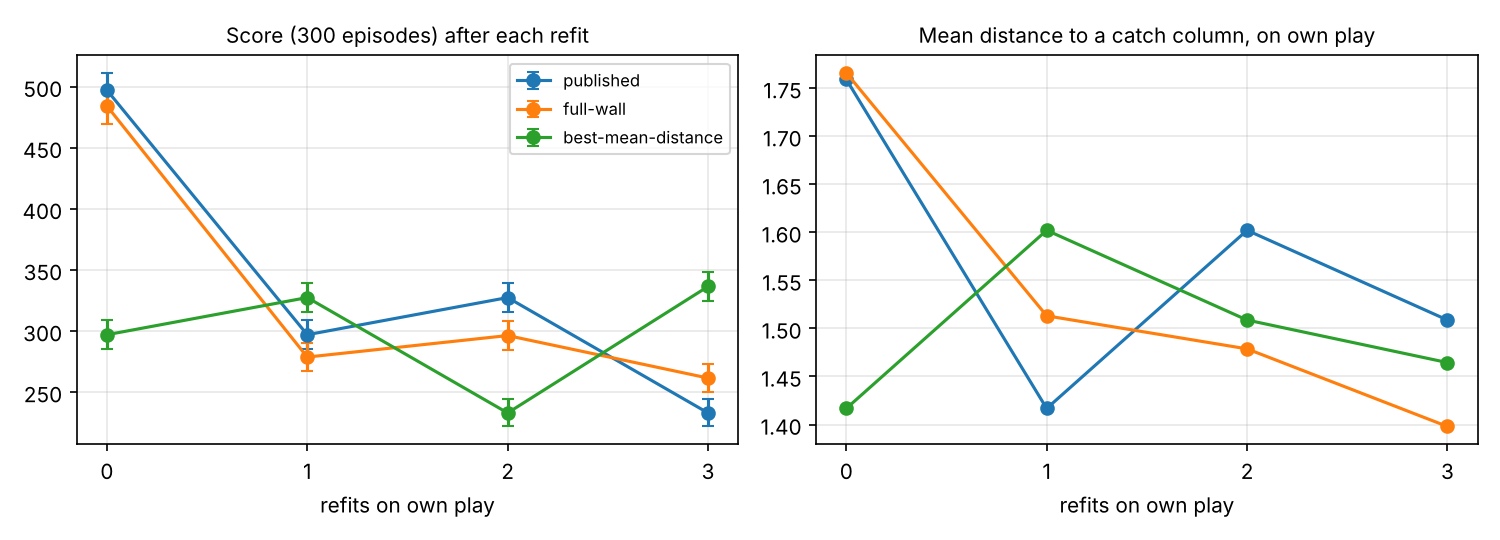 Score (300 episodes) after each refit
500
450
400
350
300
250
0 1 2 3
refits on own play
published
full-wall
best-mean-distance
Mean distance to a catch column, on own play
1.75
1.70
1.65
1.60
1.55
1.50
1.45
1.40
0 1 2 3
refits on own play